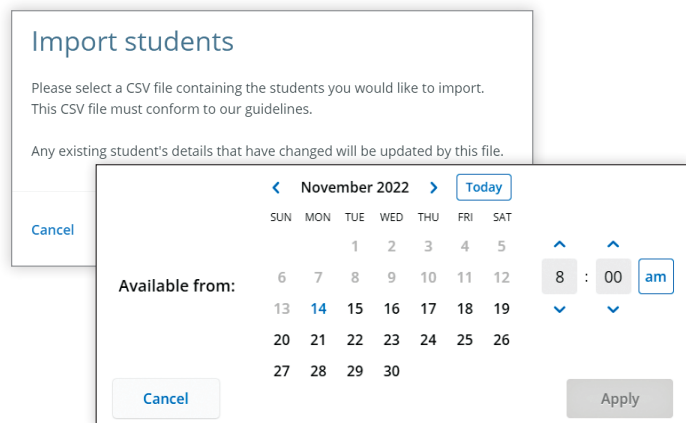 Import students
Please select a CSV file containing the students you would like to import.
This CSV file must conform to our guidelines.
Any existing student's details that have changed will be updated by this file.
Cancel
November 2022 Today
SUN MON TUE WED THU FRI SAT
1 2 3 4 5
6 7 8 9 10 11 12
13 14 15 16 17 18 19
20 21 22 23 24 25 26
27 28 29 30
Available from:
8 : 00 am
Cancel
Apply